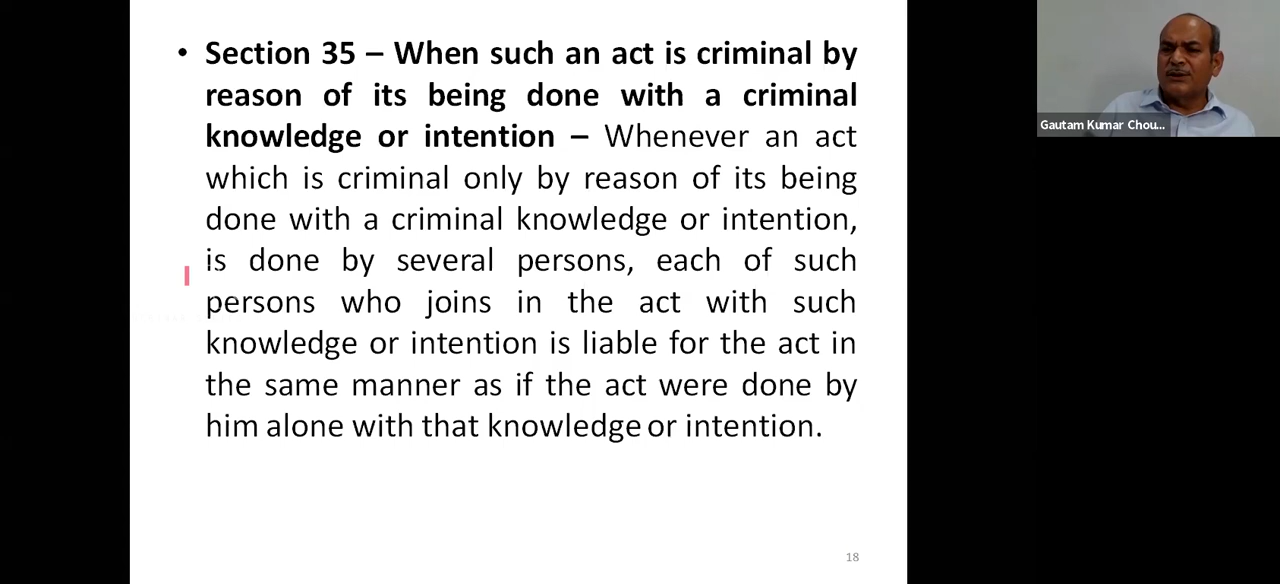 • Section 35 – When such an act is criminal by
reason of its being done with a criminal
knowledge or intention – Whenever an act
which is criminal only by reason of its being
done with a criminal knowledge or intention,
is done by several persons, each of such
persons who joins in the act with such
knowledge or intention is liable for the act in
the same manner as if the act were done by
him alone with that knowledge or intention.
18
Gautam Kumar Chou...